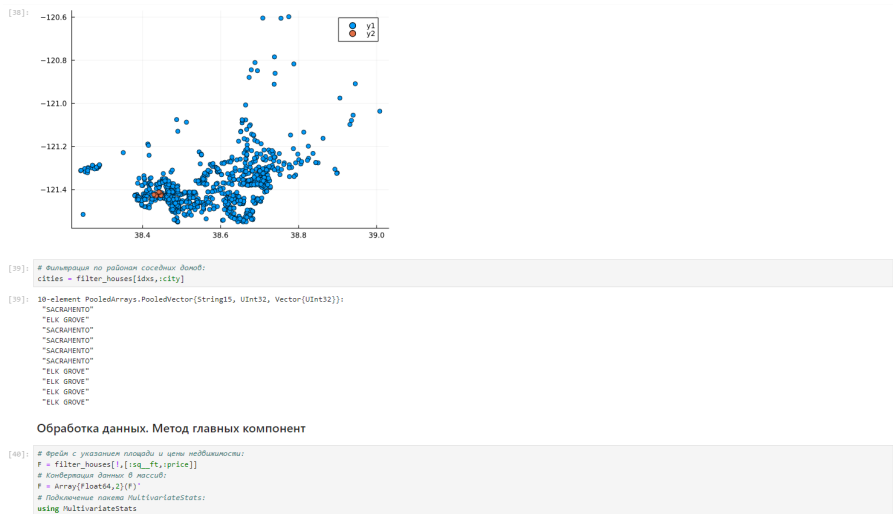 [38]:
y1
y2
−120.6
−120.8
−121.0
−121.2
−121.4
38.4 38.6 38.8 39.0
[39]: # Фильтрация по районам соседних домов:
cities = filter_houses[idxs,:city]
[39]: 10-element PooledArrays.PooledVector{String15, UInt32, Vector{UInt32}}:
"SACRAMENTO"
"ELK GROVE"
"SACRAMENTO"
"SACRAMENTO"
"SACRAMENTO"
"SACRAMENTO"
"ELK GROVE"
"ELK GROVE"
"ELK GROVE"
"ELK GROVE"
Обработка данных. Метод главных компонент
[40]: # Фрейм с указанием площади и цены недвижимости:
F = filter_houses[!,[:sq__ft,:price]]
# Конвертация данных в массив:
F = Array{Float64,2}(F)'
# Подключение пакета MultivariateStats:
using MultivariateStats